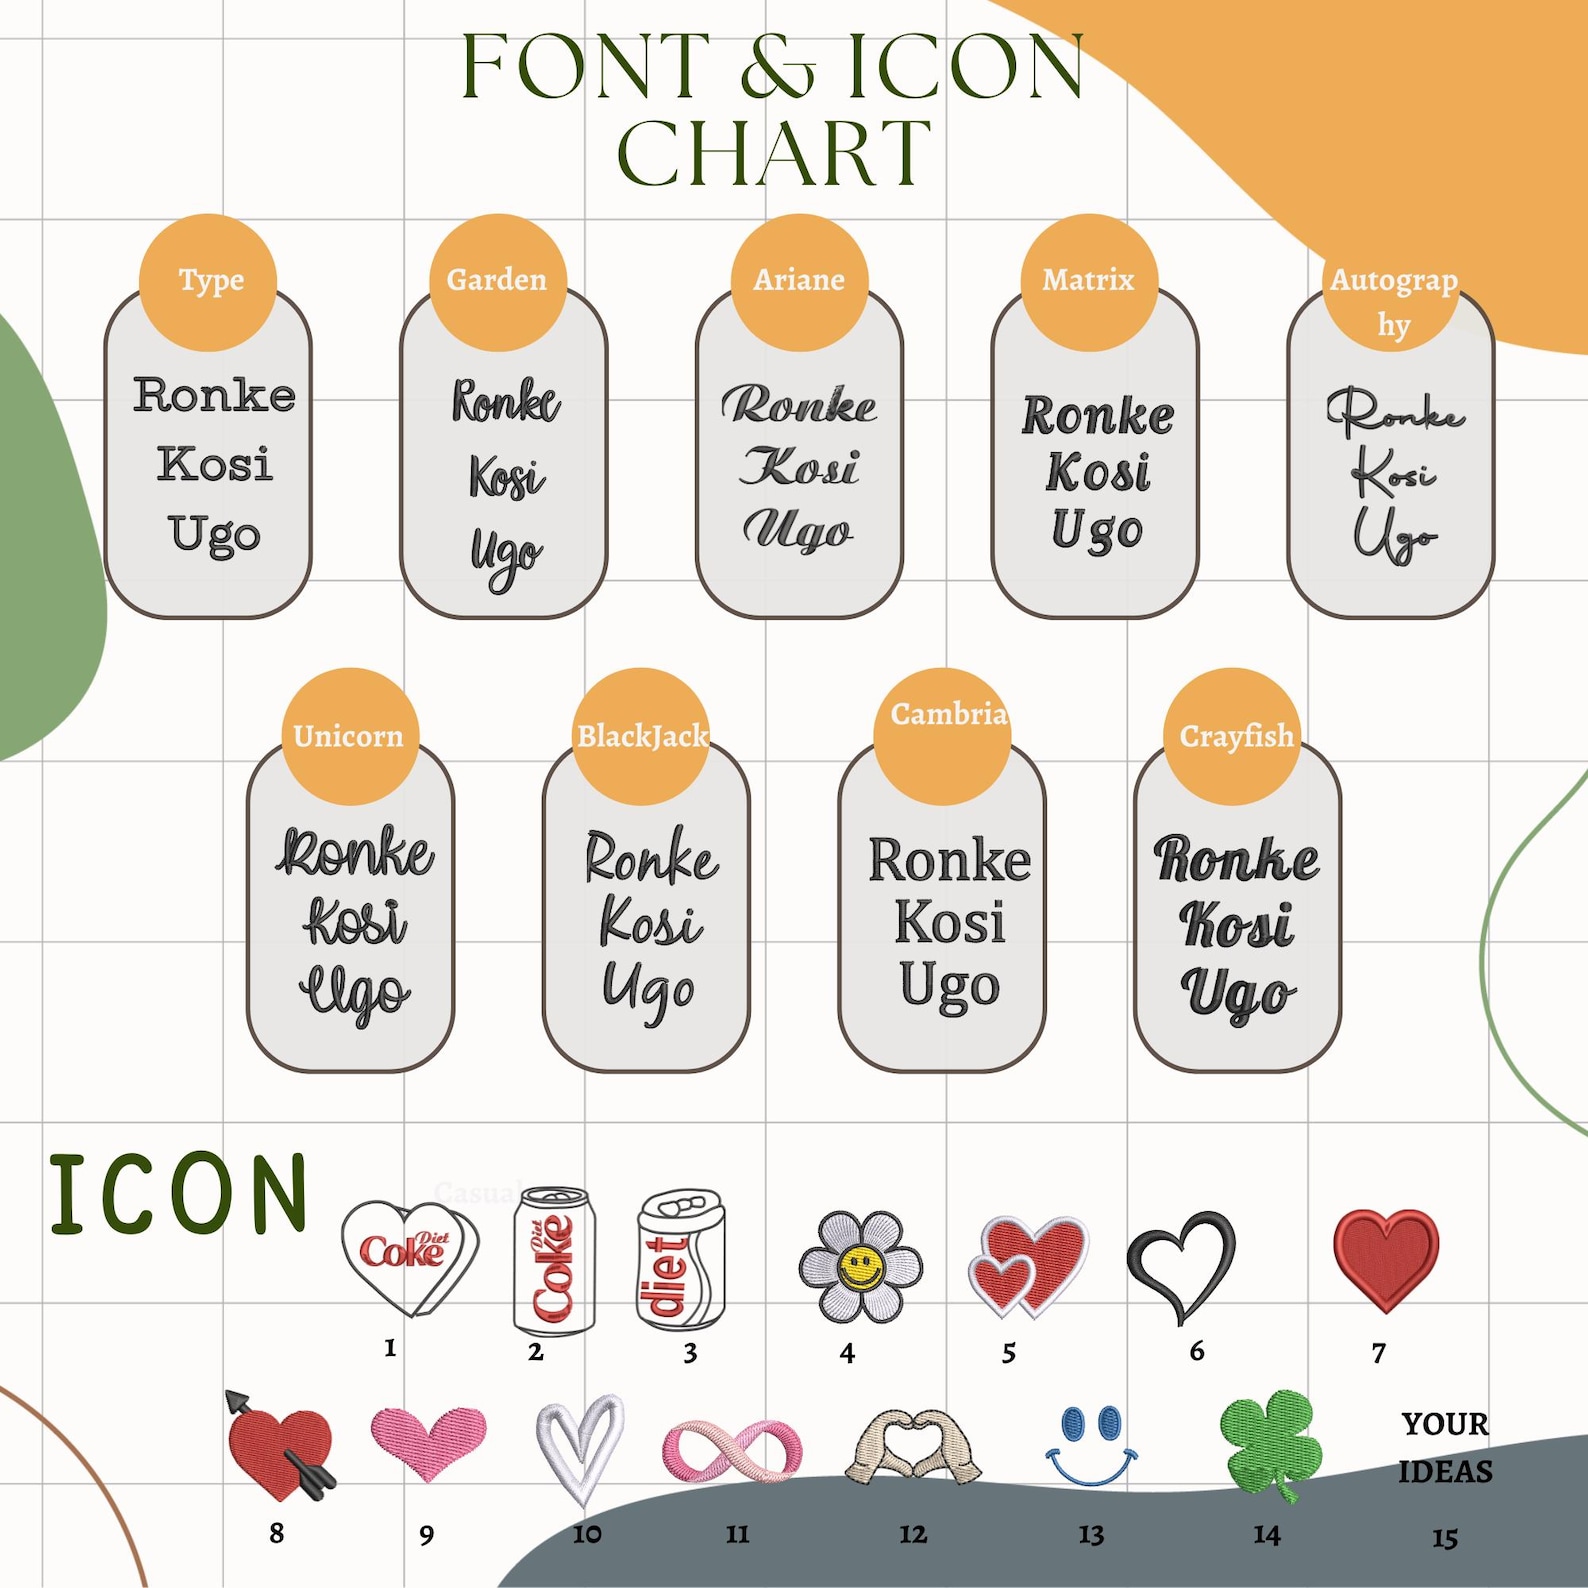 FONT & ICON
CHART
Type
Ronke
Kosi
Ugo
Garden
Ronke
Kosi
Ugo
Ariane
Ronke
Kosi
Ugo
Matrix
Ronke
Kosi
Ugo
Autograp
hy
Ronke
Kosi
Ugo
Unicorn
Ronke
Kosi
Ugo
BlackJack
Ronke
Kosi
Ugo
Cambria
Ronke
Kosi
Ugo
Crayfish
Ronke
Kosi
Ugo
ICON
Casual
Diet
Coke
Diet
Coke
diet
1 2 3 4 5 6 7
YOUR
IDEAS
8 9 10 11 12 13 14 15